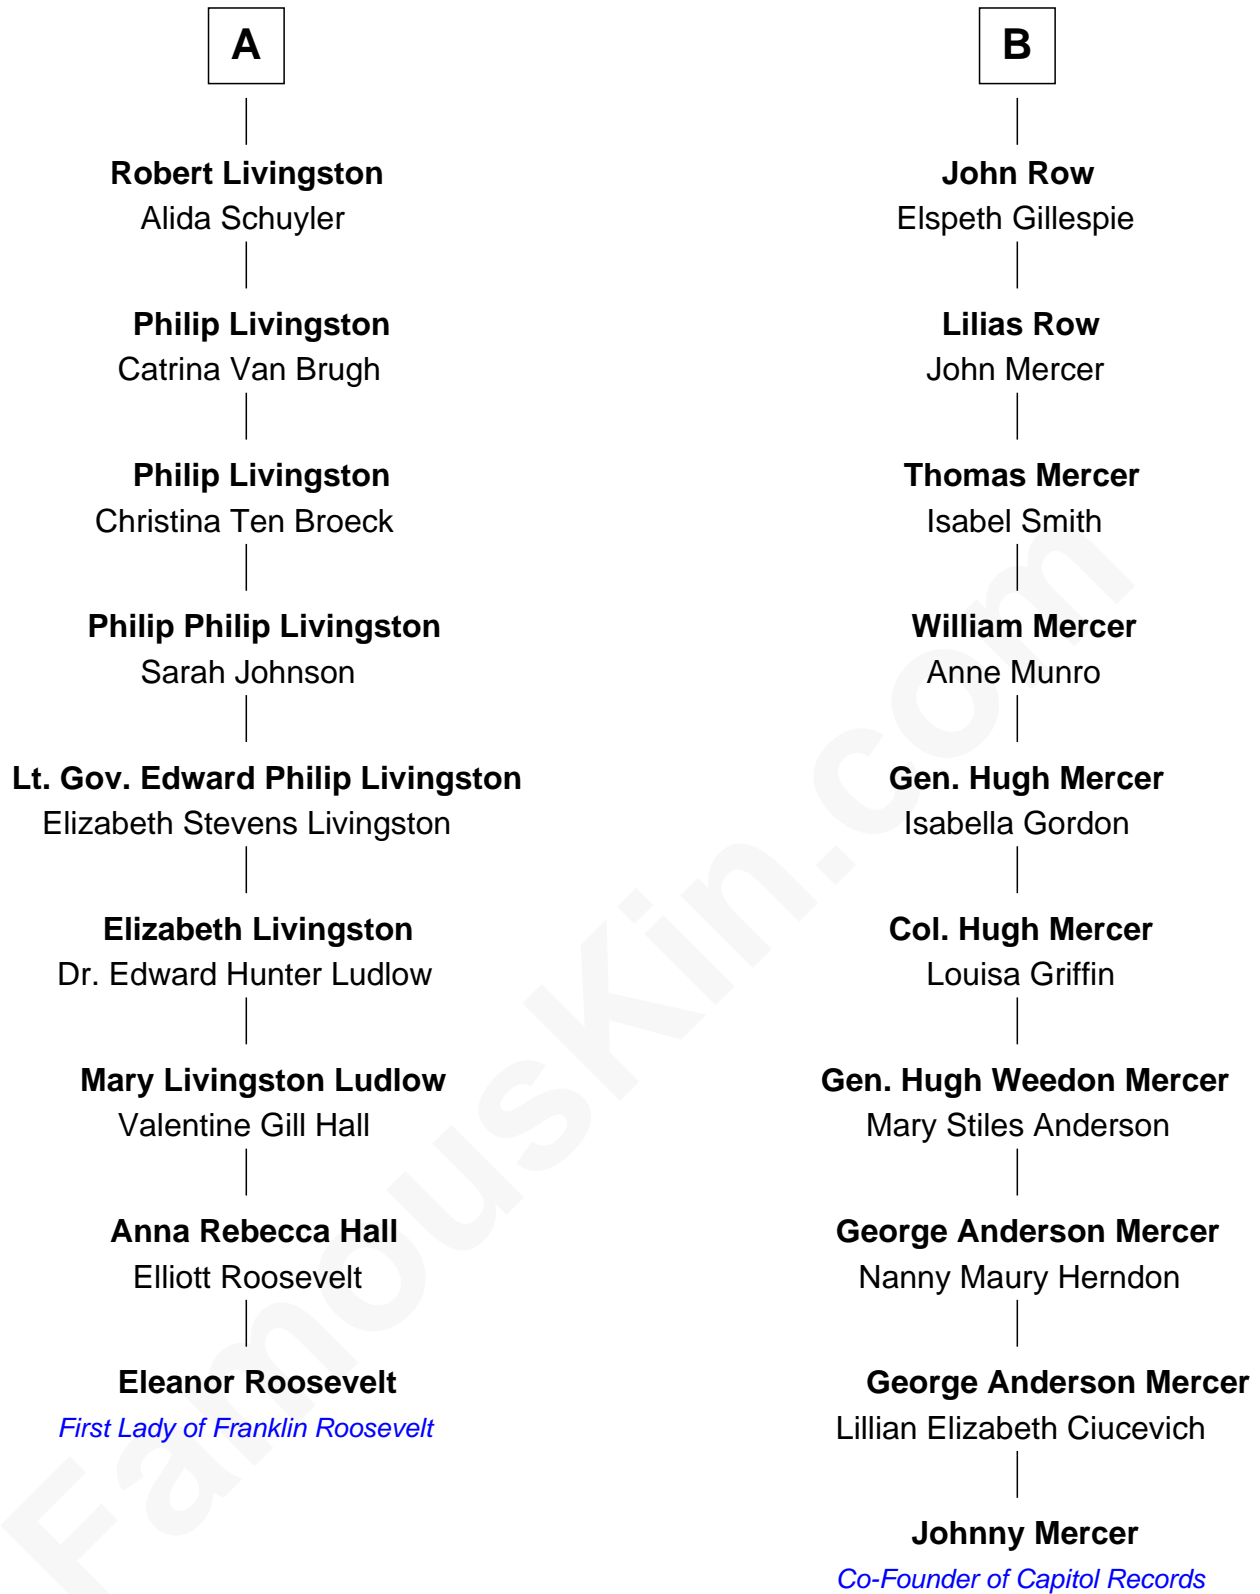 A
Robert Livingston
Alida Schuyler
Philip Livingston
Catrina Van Brugh
Philip Livingston
Christina Ten Broeck
Philip Philip Livingston
Sarah Johnson
Lt. Gov. Edward Philip Livingston
Elizabeth Stevens Livingston
Elizabeth Livingston
Dr. Edward Hunter Ludlow
Mary Livingston Ludlow
Valentine Gill Hall
Anna Rebecca Hall
Elliott Roosevelt
Eleanor Roosevelt
First Lady of Franklin Roosevelt
B
John Row
Elspeth Gillespie
Lilias Row
John Mercer
Thomas Mercer
Isabel Smith
William Mercer
Anne Munro
Gen. Hugh Mercer
Isabella Gordon
Col. Hugh Mercer
Louisa Griffin
Gen. Hugh Weedon Mercer
Mary Stiles Anderson
George Anderson Mercer
Nanny Maury Herndon
George Anderson Mercer
Lillian Elizabeth Ciucevich
Johnny Mercer
Co-Founder of Capitol Records
FamousKin.com